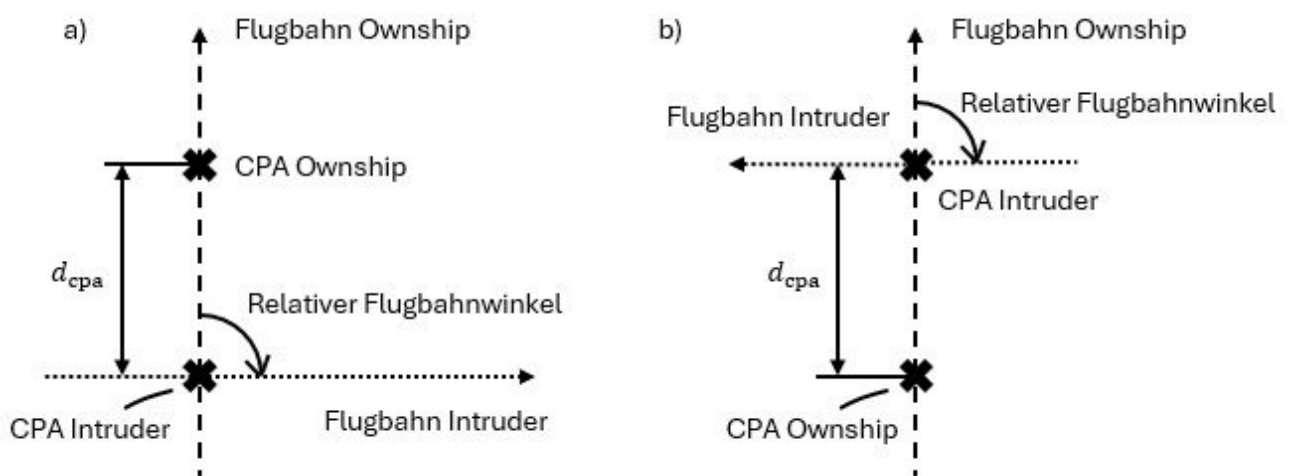 a)
Flugbahn Ownship
CPA Ownship
d_cpa
Relativer Flugbahnwinkel
CPA Intruder
Flugbahn Intruder
b)
Flugbahn Ownship
Relativer Flugbahnwinkel
Flugbahn Intruder
CPA Intruder
d_cpa
CPA Ownship